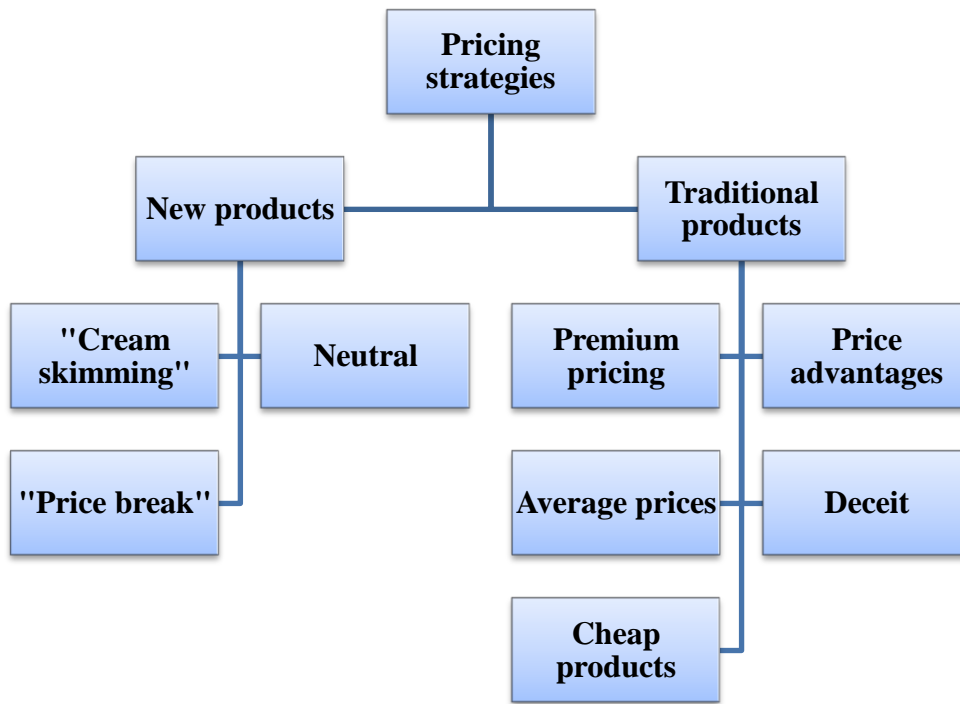 Pricing
strategies
New products
Traditional
products
"Cream
skimming"
Neutral
Premium
pricing
Price
advantages
"Price break"
Average prices
Deceit
Cheap
products